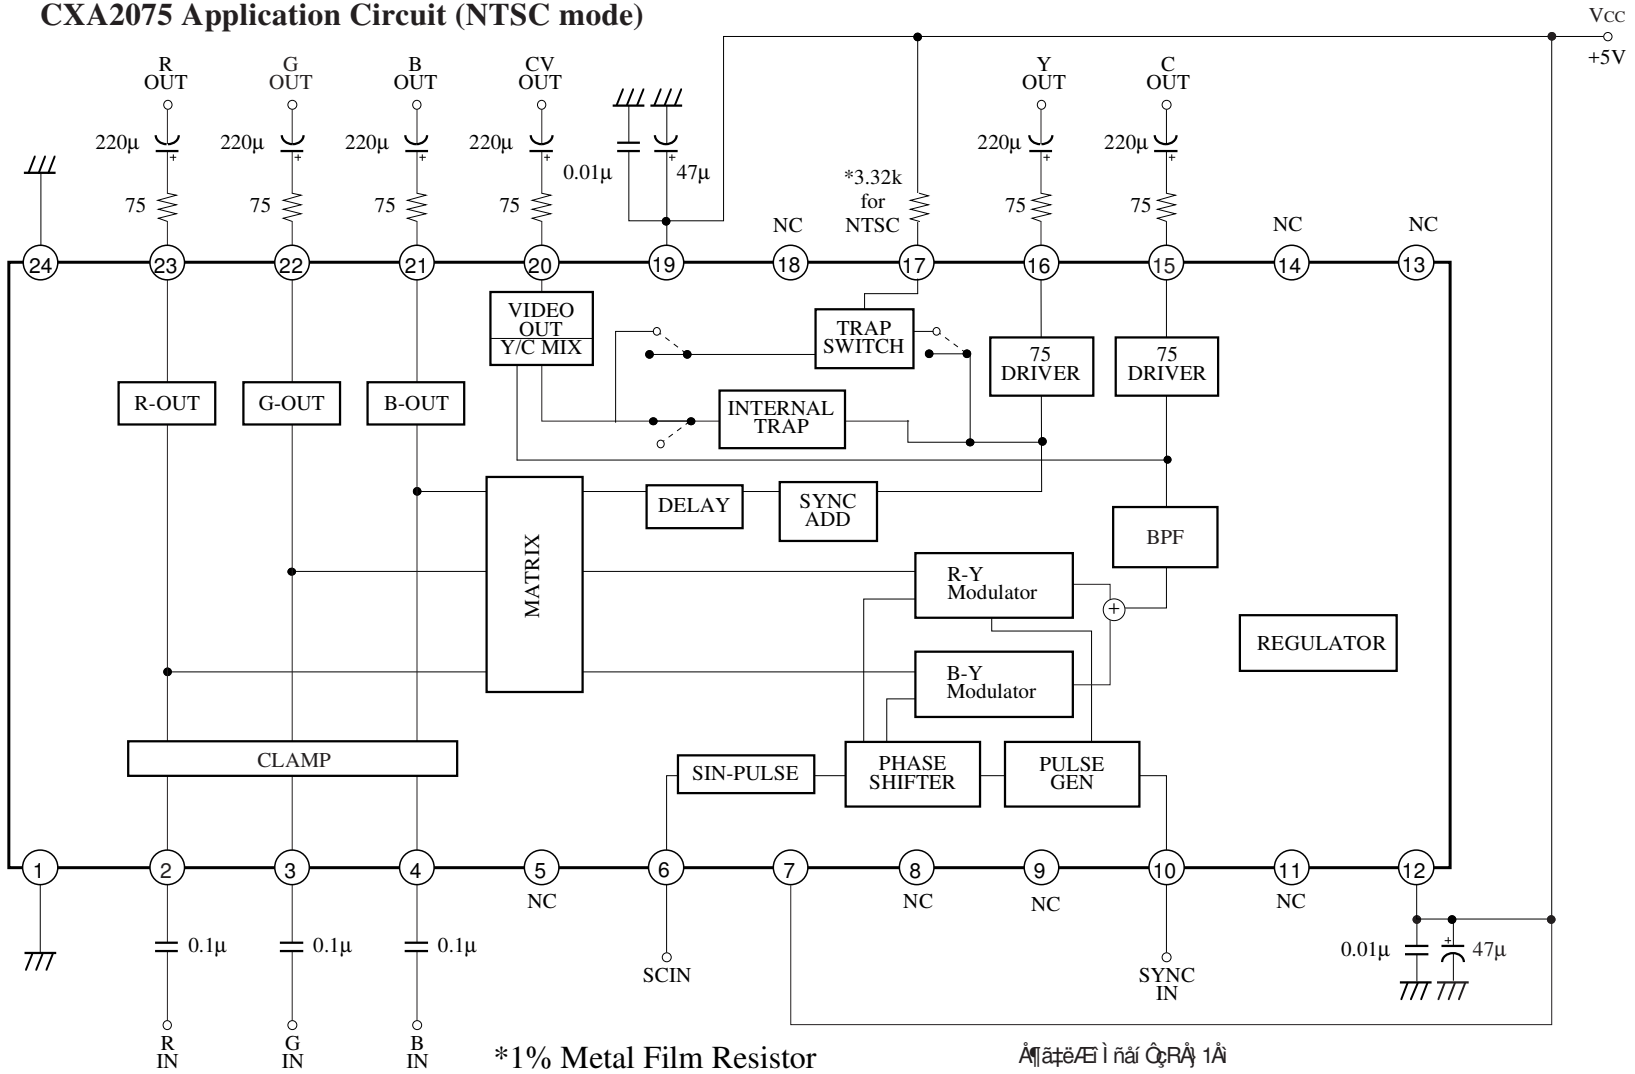 CXA2075 Application Circuit (NTSC mode)
VCC
+5V
R
OUT
G
OUT
B
OUT
CV
OUT
Y
OUT
C
OUT
220µ
+
220µ
+
220µ
+
220µ
+
0.01µ
+
47µ
220µ
+
220µ
+
75
75
75
75
*3.32k
for
NTSC
75
75
NC
NC
NC
24
23
22
21
20
19
18
17
16
15
14
13
VIDEO
OUT
Y/C MIX
TRAP
SWITCH
75
DRIVER
75
DRIVER
R-OUT
G-OUT
B-OUT
INTERNAL
TRAP
MATRIX
DELAY
SYNC
ADD
BPF
R-Y
Modulator
+
B-Y
Modulator
REGULATOR
CLAMP
SIN-PULSE
PHASE
SHIFTER
PULSE
GEN
1
2
3
4
5
6
7
8
9
10
11
12
NC
NC
NC
NC
0.1µ
0.1µ
0.1µ
SCIN
SYNC
IN
0.01µ
+
47µ
R
IN
G
IN
B
IN
*1% Metal Film Resistor